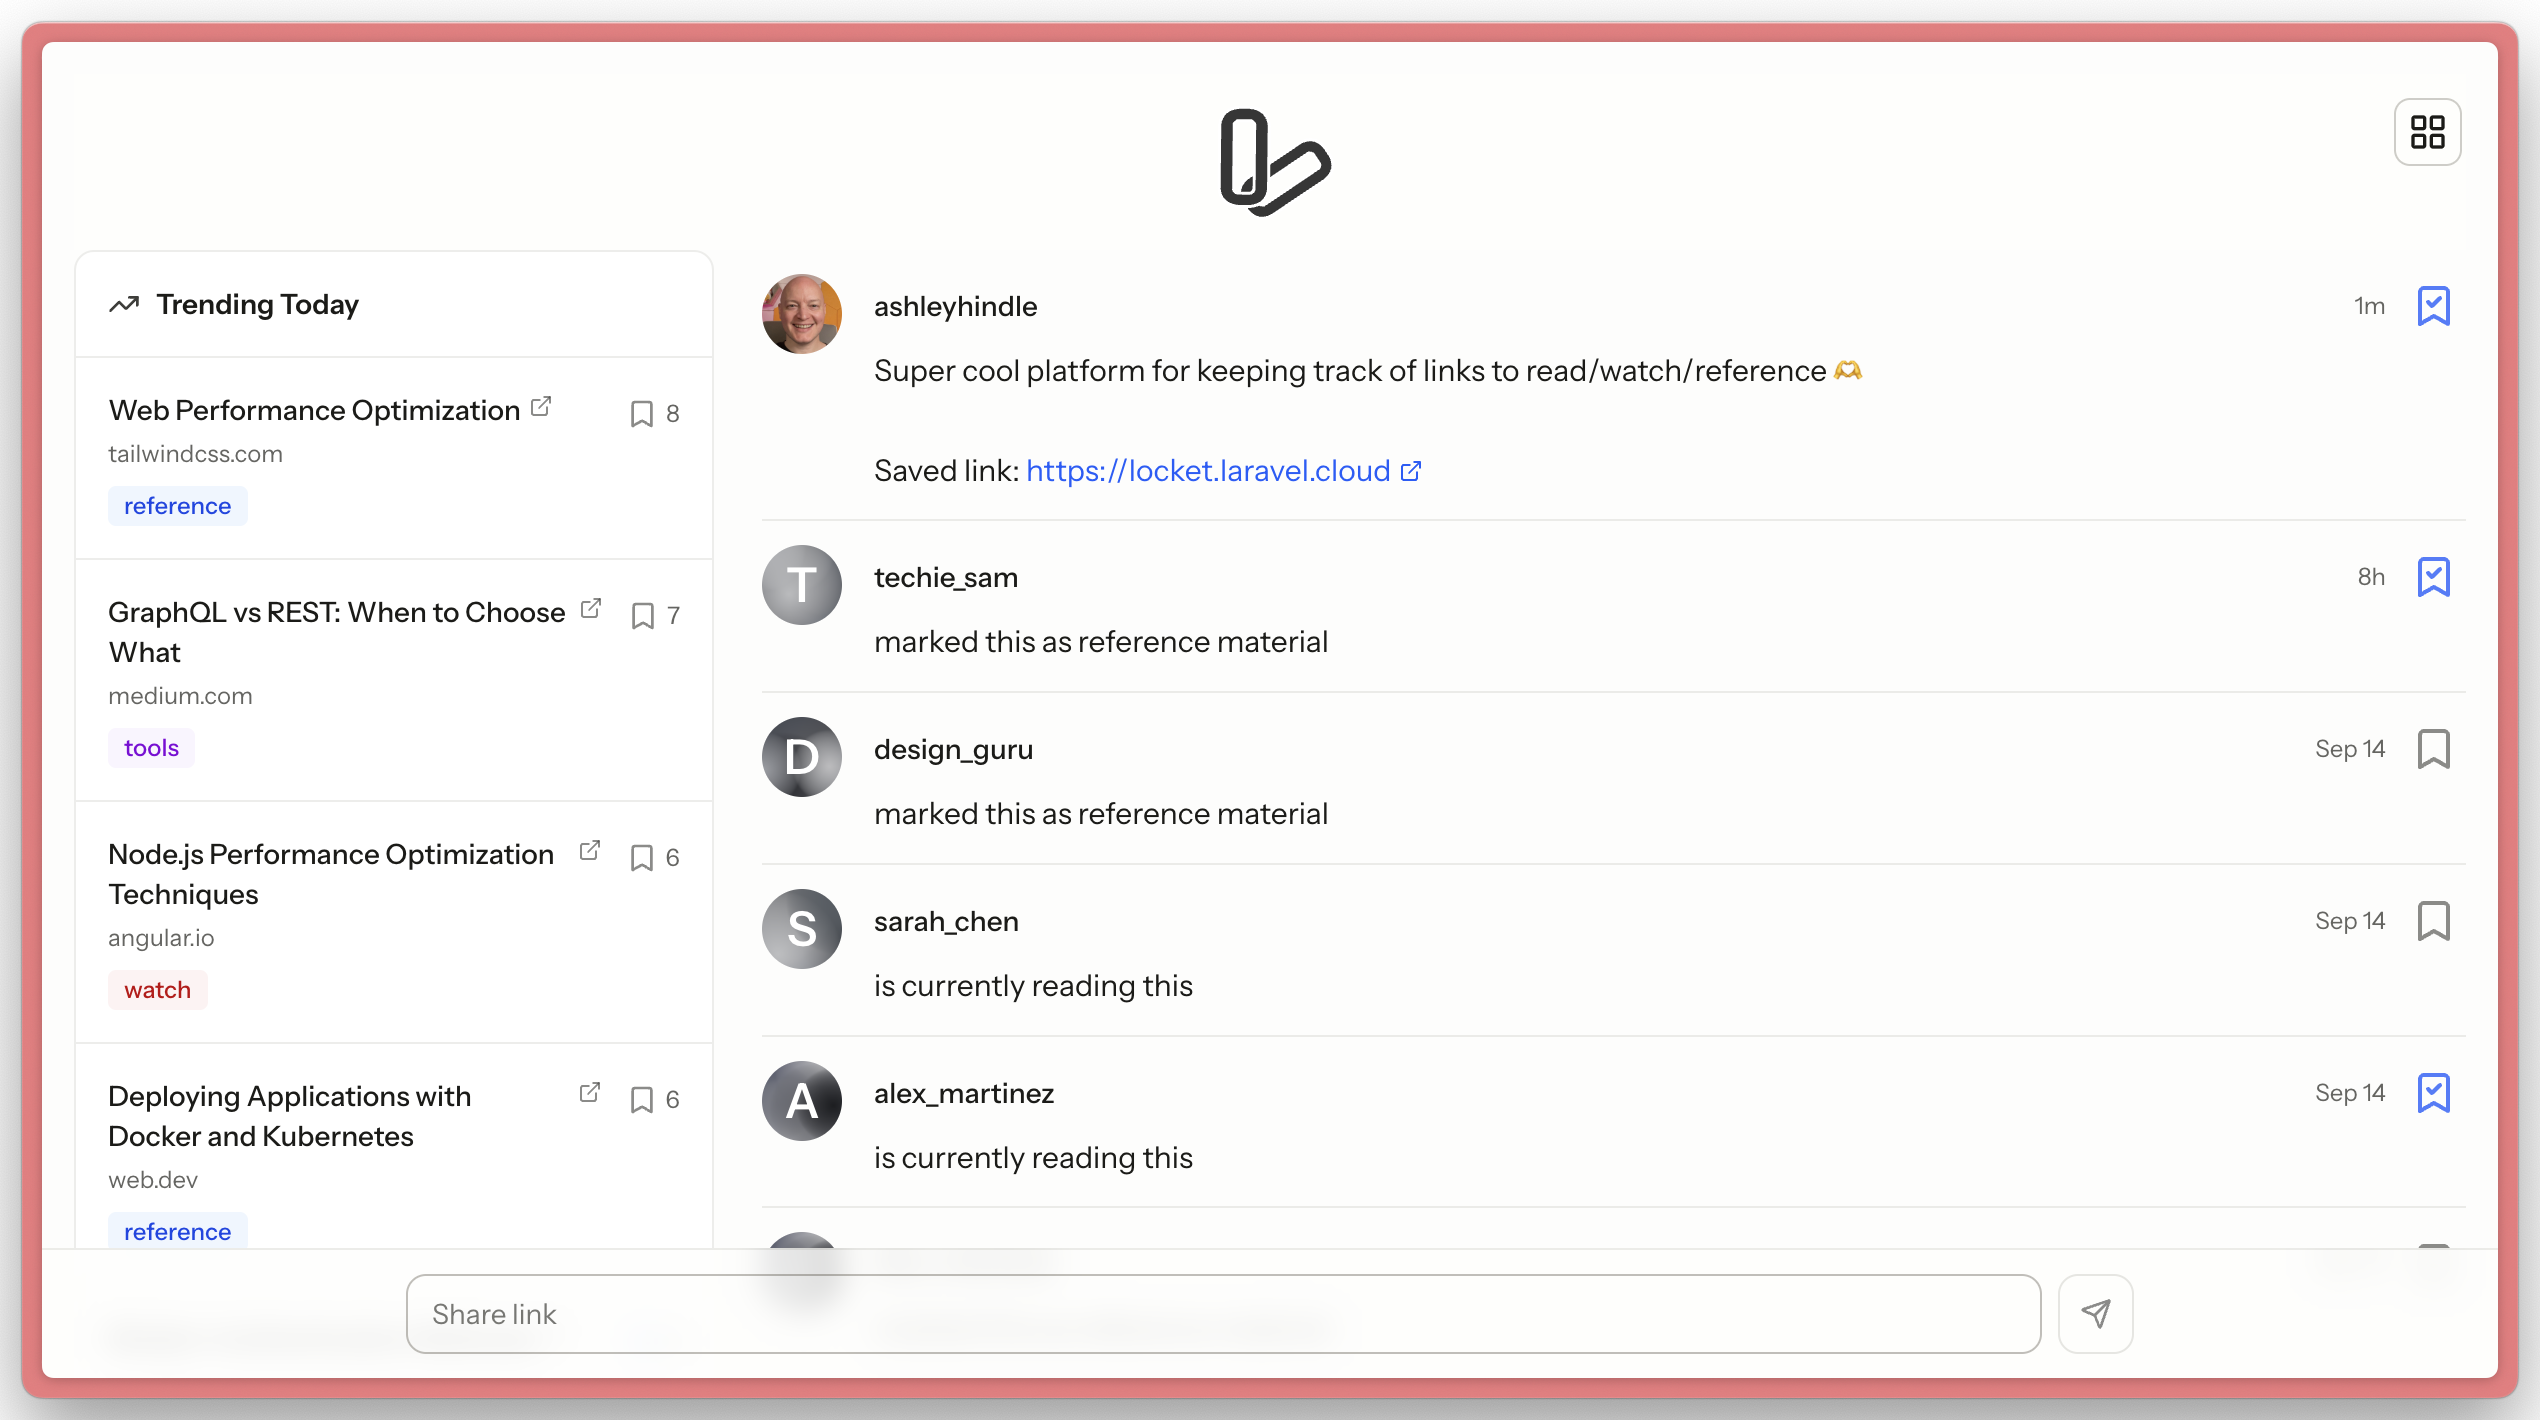 Trending Today
Web Performance Optimization
8
tailwindcss.com
reference
GraphQL vs REST: When to Choose
What
7
medium.com
tools
Node.js Performance Optimization
Techniques
6
angular.io
watch
Deploying Applications with
Docker and Kubernetes
6
web.dev
reference
ashleyhindle
1m
Super cool platform for keeping track of links to read/watch/reference 🫶
Saved link: https://locket.laravel.cloud
T
techie_sam
8h
marked this as reference material
D
design_guru
Sep 14
marked this as reference material
S
sarah_chen
Sep 14
is currently reading this
A
alex_martinez
Sep 14
is currently reading this
Share link